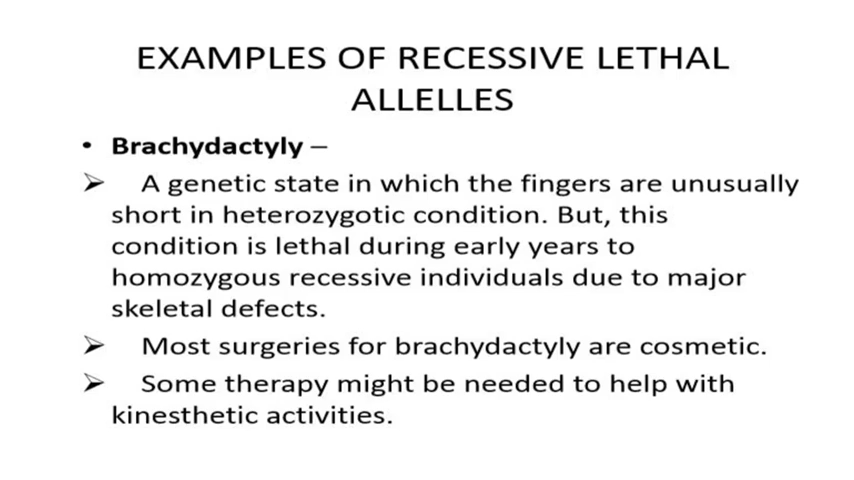 EXAMPLES OF RECESSIVE LETHAL
ALLELLES
• Brachydactyly –
➢ A genetic state in which the fingers are unusually
short in heterozygotic condition. But, this
condition is lethal during early years to
homozygous recessive individuals due to major
skeletal defects.
➢ Most surgeries for brachydactyly are cosmetic.
➢ Some therapy might be needed to help with
kinesthetic activities.